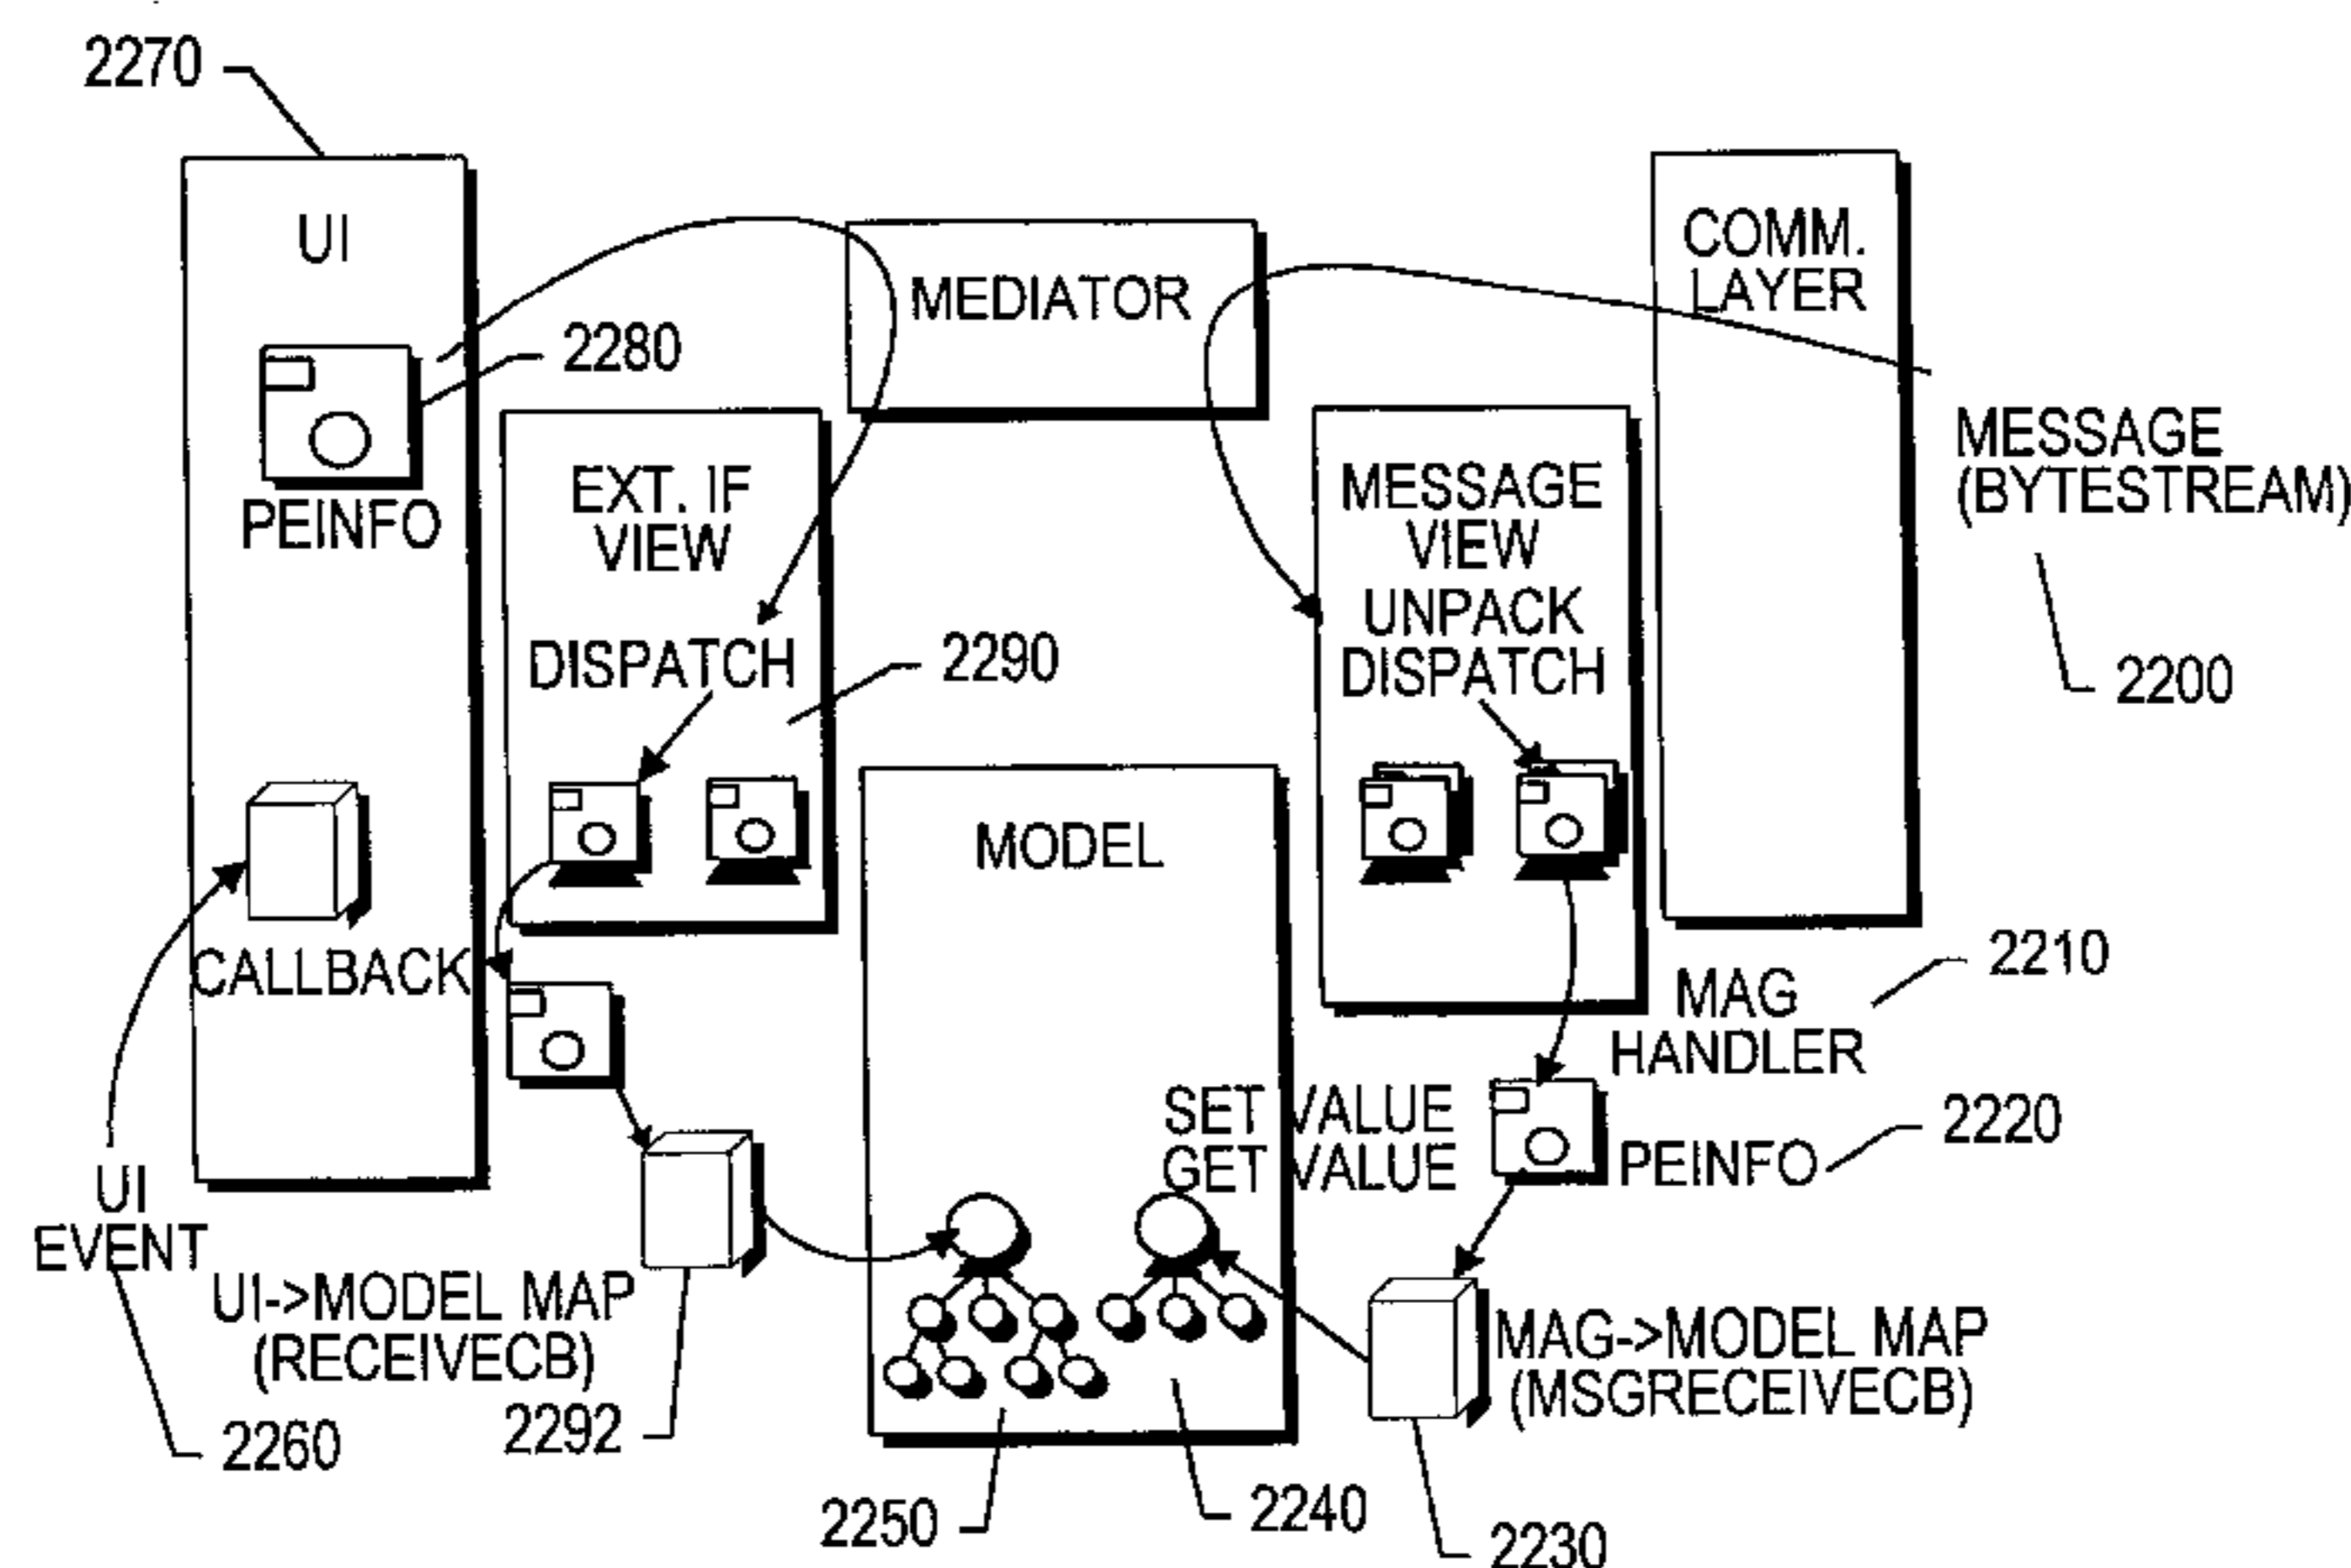 2270
UI
MEDIATOR
COMM.
LAYER
2280
PEINFO
EXT. IF
VIEW
MESSAGE
VIEW
MESSAGE
(BYTESTREAM)
UNPACK
DISPATCH
DISPATCH
2290
2200
MODEL
CALLBACK
2210
MAG
HANDLER
SET VALUE
GET VALUE
2220
PEINFO
UI
EVENT
UI->MODEL MAP
(RECEIVECB)
MAG->MODEL MAP
(MSGRECEIVECB)
2260
2292
2250
2240
2230